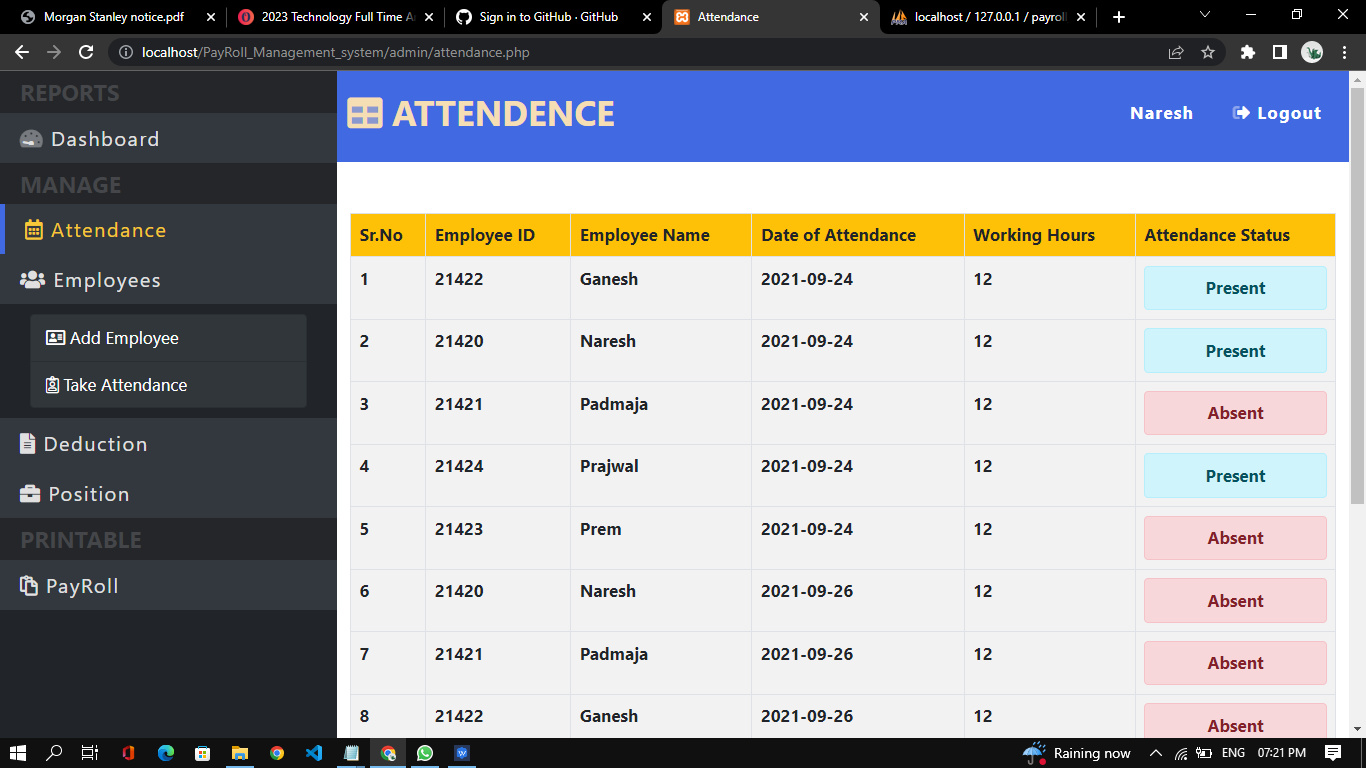 Morgan Stanley notice.pdf
2023 Technology Full Time A
Sign in to GitHub · GitHub
Attendance
localhost / 127.0.0.1 / payroll
localhost/PayRoll_Management_system/admin/attendance.php
REPORTS
Dashboard
MANAGE
Attendance
Employees
Add Employee
Take Attendance
Deduction
Position
PRINTABLE
PayRoll
ATTENDENCE
Naresh
Logout
Sr.No Employee ID Employee Name Date of Attendance Working Hours Attendance Status
1 21422 Ganesh 2021-09-24 12 Present
2 21420 Naresh 2021-09-24 12 Present
3 21421 Padmaja 2021-09-24 12 Absent
4 21424 Prajwal 2021-09-24 12 Present
5 21423 Prem 2021-09-24 12 Absent
6 21420 Naresh 2021-09-26 12 Absent
7 21421 Padmaja 2021-09-26 12 Absent
8 21422 Ganesh 2021-09-26 12 Absent
Raining now
ENG
07:21 PM